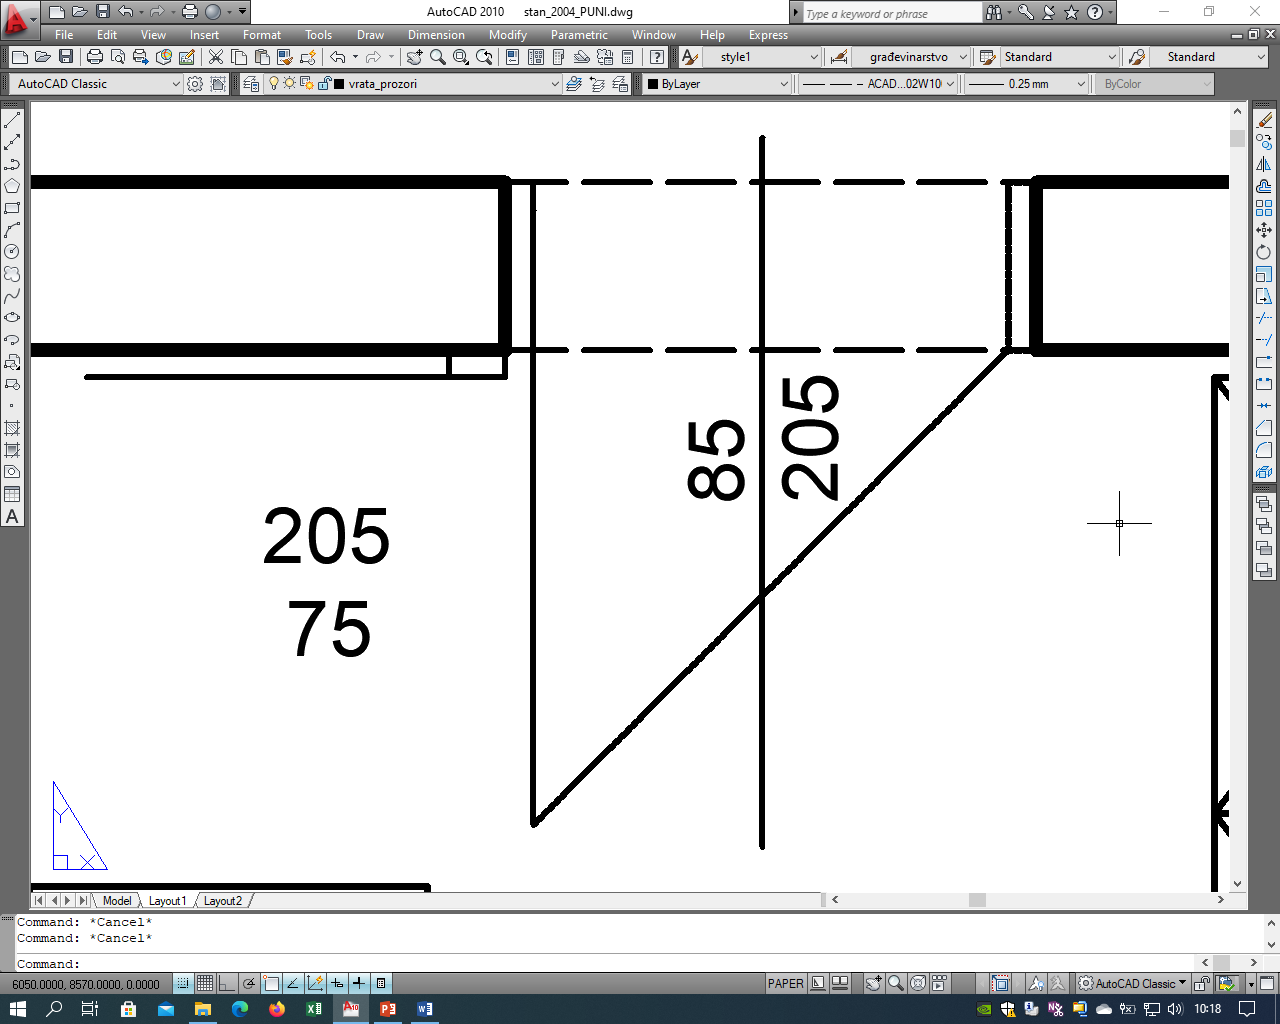 AutoCAD 2010 stan_2004_PUNI.dwg
Type a keyword or phrase
File Edit View Insert Format Tools Draw Dimension Modify Parametric Window Help Express
style1 građevinarstvo Standard Standard
AutoCAD Classic vrata_prozori ByLayer ACAD...02W10 0.25 mm ByColor
85
205
205
75
Y
X
A
Model Layout1 Layout2
Command: *Cancel*
Command: *Cancel*
Command:
6050.0000, 8570.0000, 0.0000 PAPER AutoCAD Classic
10:18